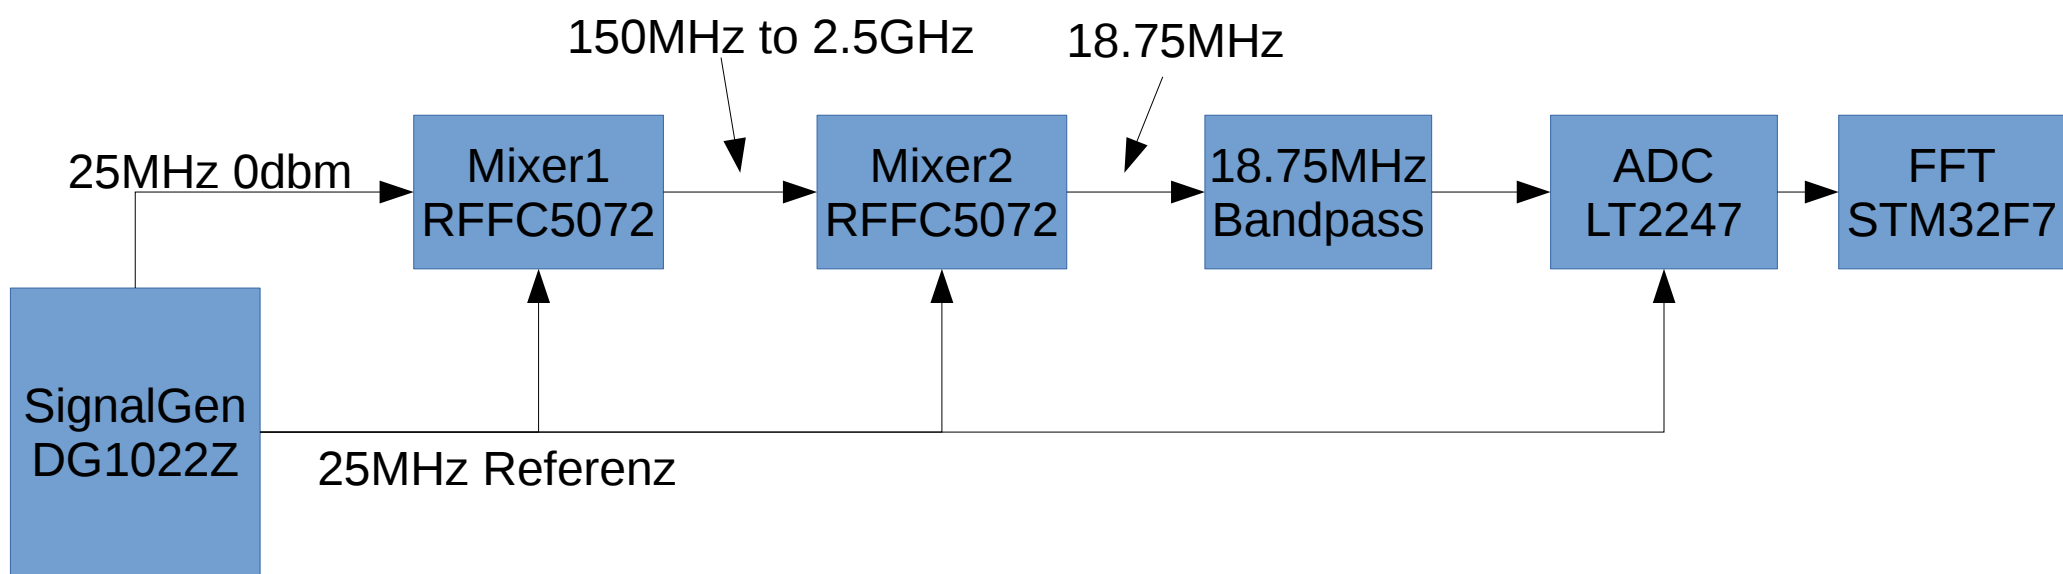 150MHz to 2.5GHz
18.75MHz
25MHz 0dbm
Mixer1
RFFC5072
Mixer2
RFFC5072
18.75MHz
Bandpass
ADC
LT2247
FFT
STM32F7
SignalGen
DG1022Z
25MHz Referenz